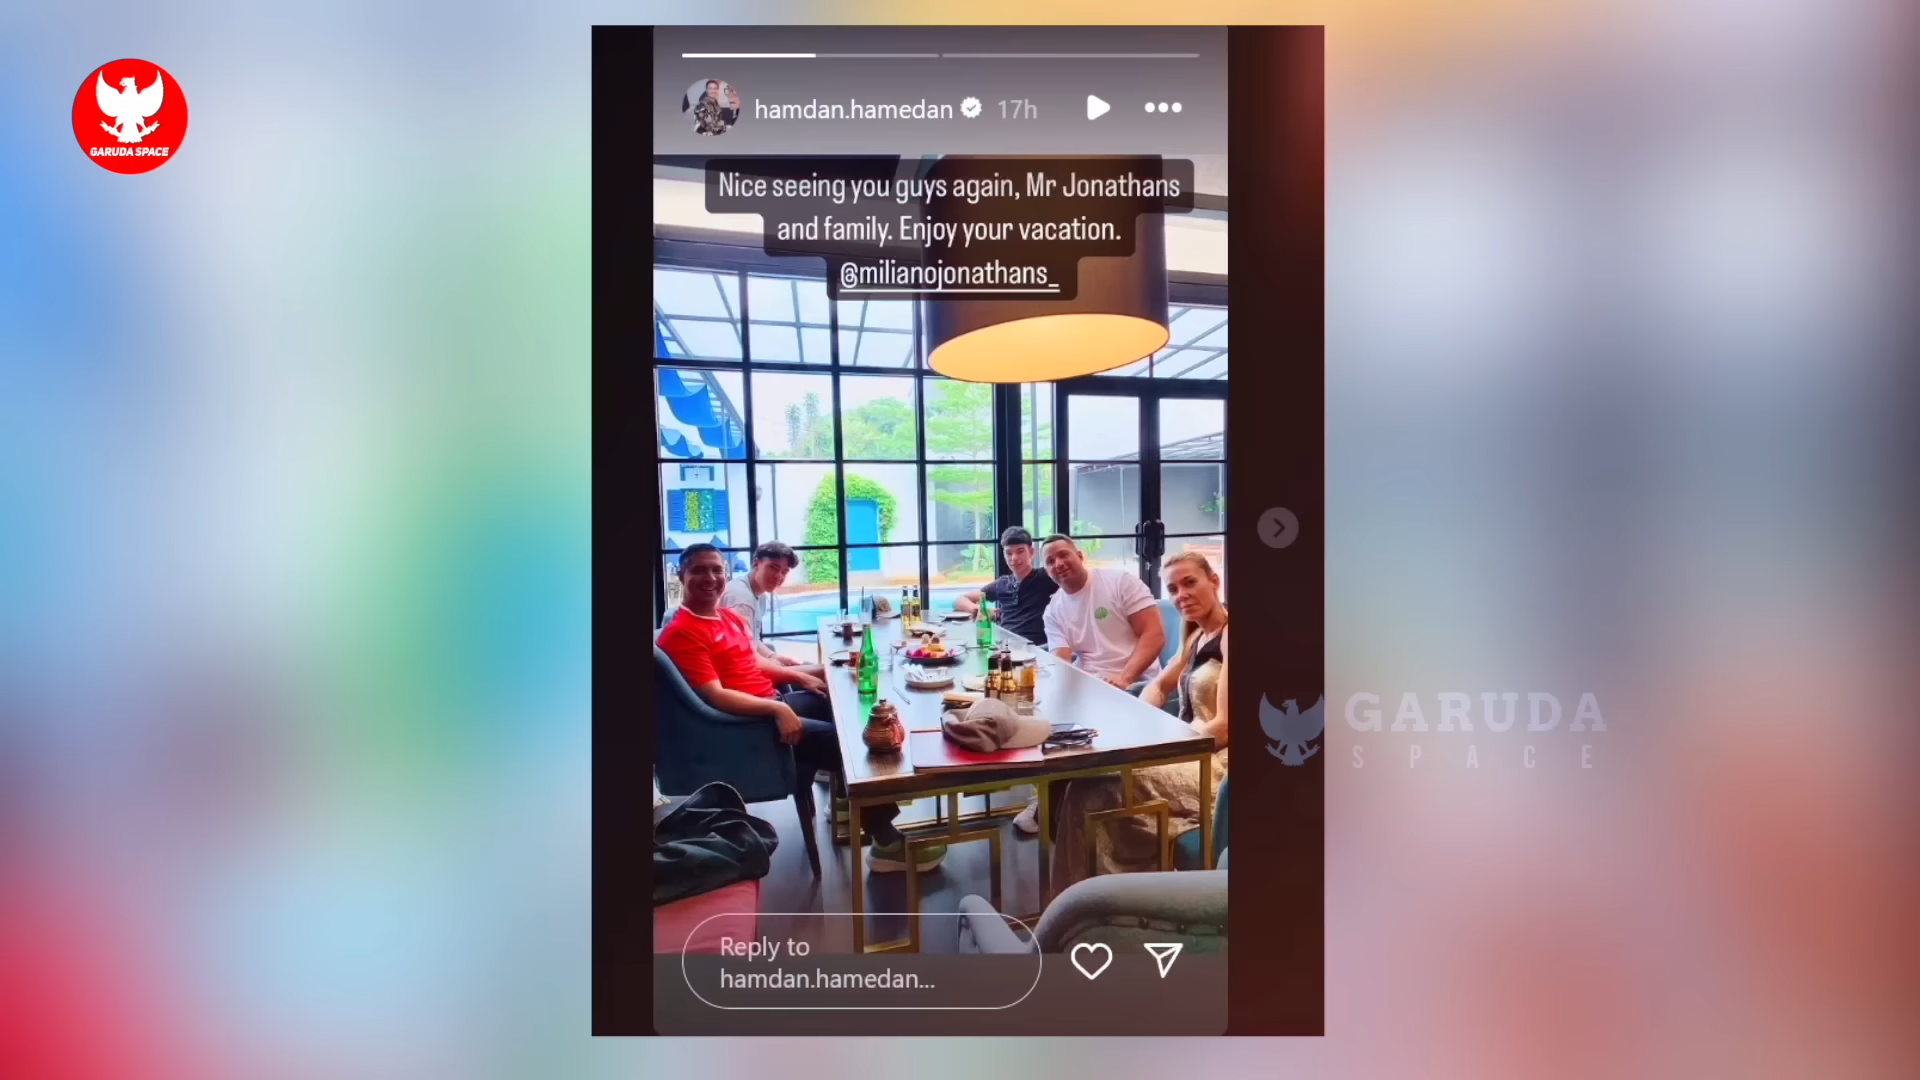 GARUDA SPACE
hamdan.hamedan 17h
Nice seeing you guys again, Mr Jonathans
and family. Enjoy your vacation.
@milianojonathans_
GARUDA
SPACE
Reply to
hamdan.hamedan...